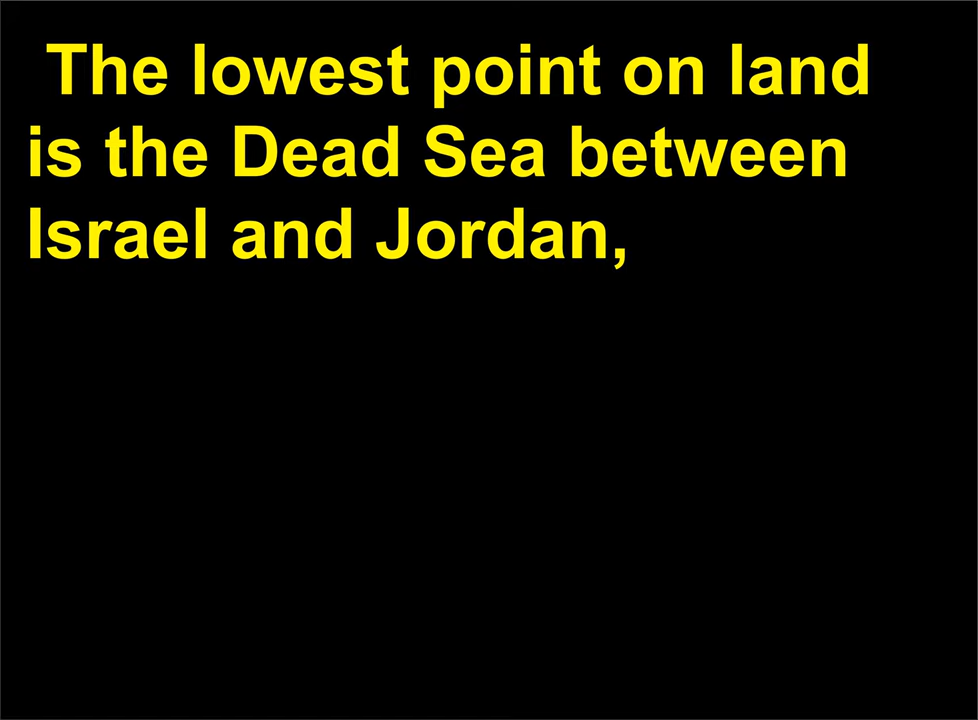 The lowest point on land
is the Dead Sea between
Israel and Jordan,